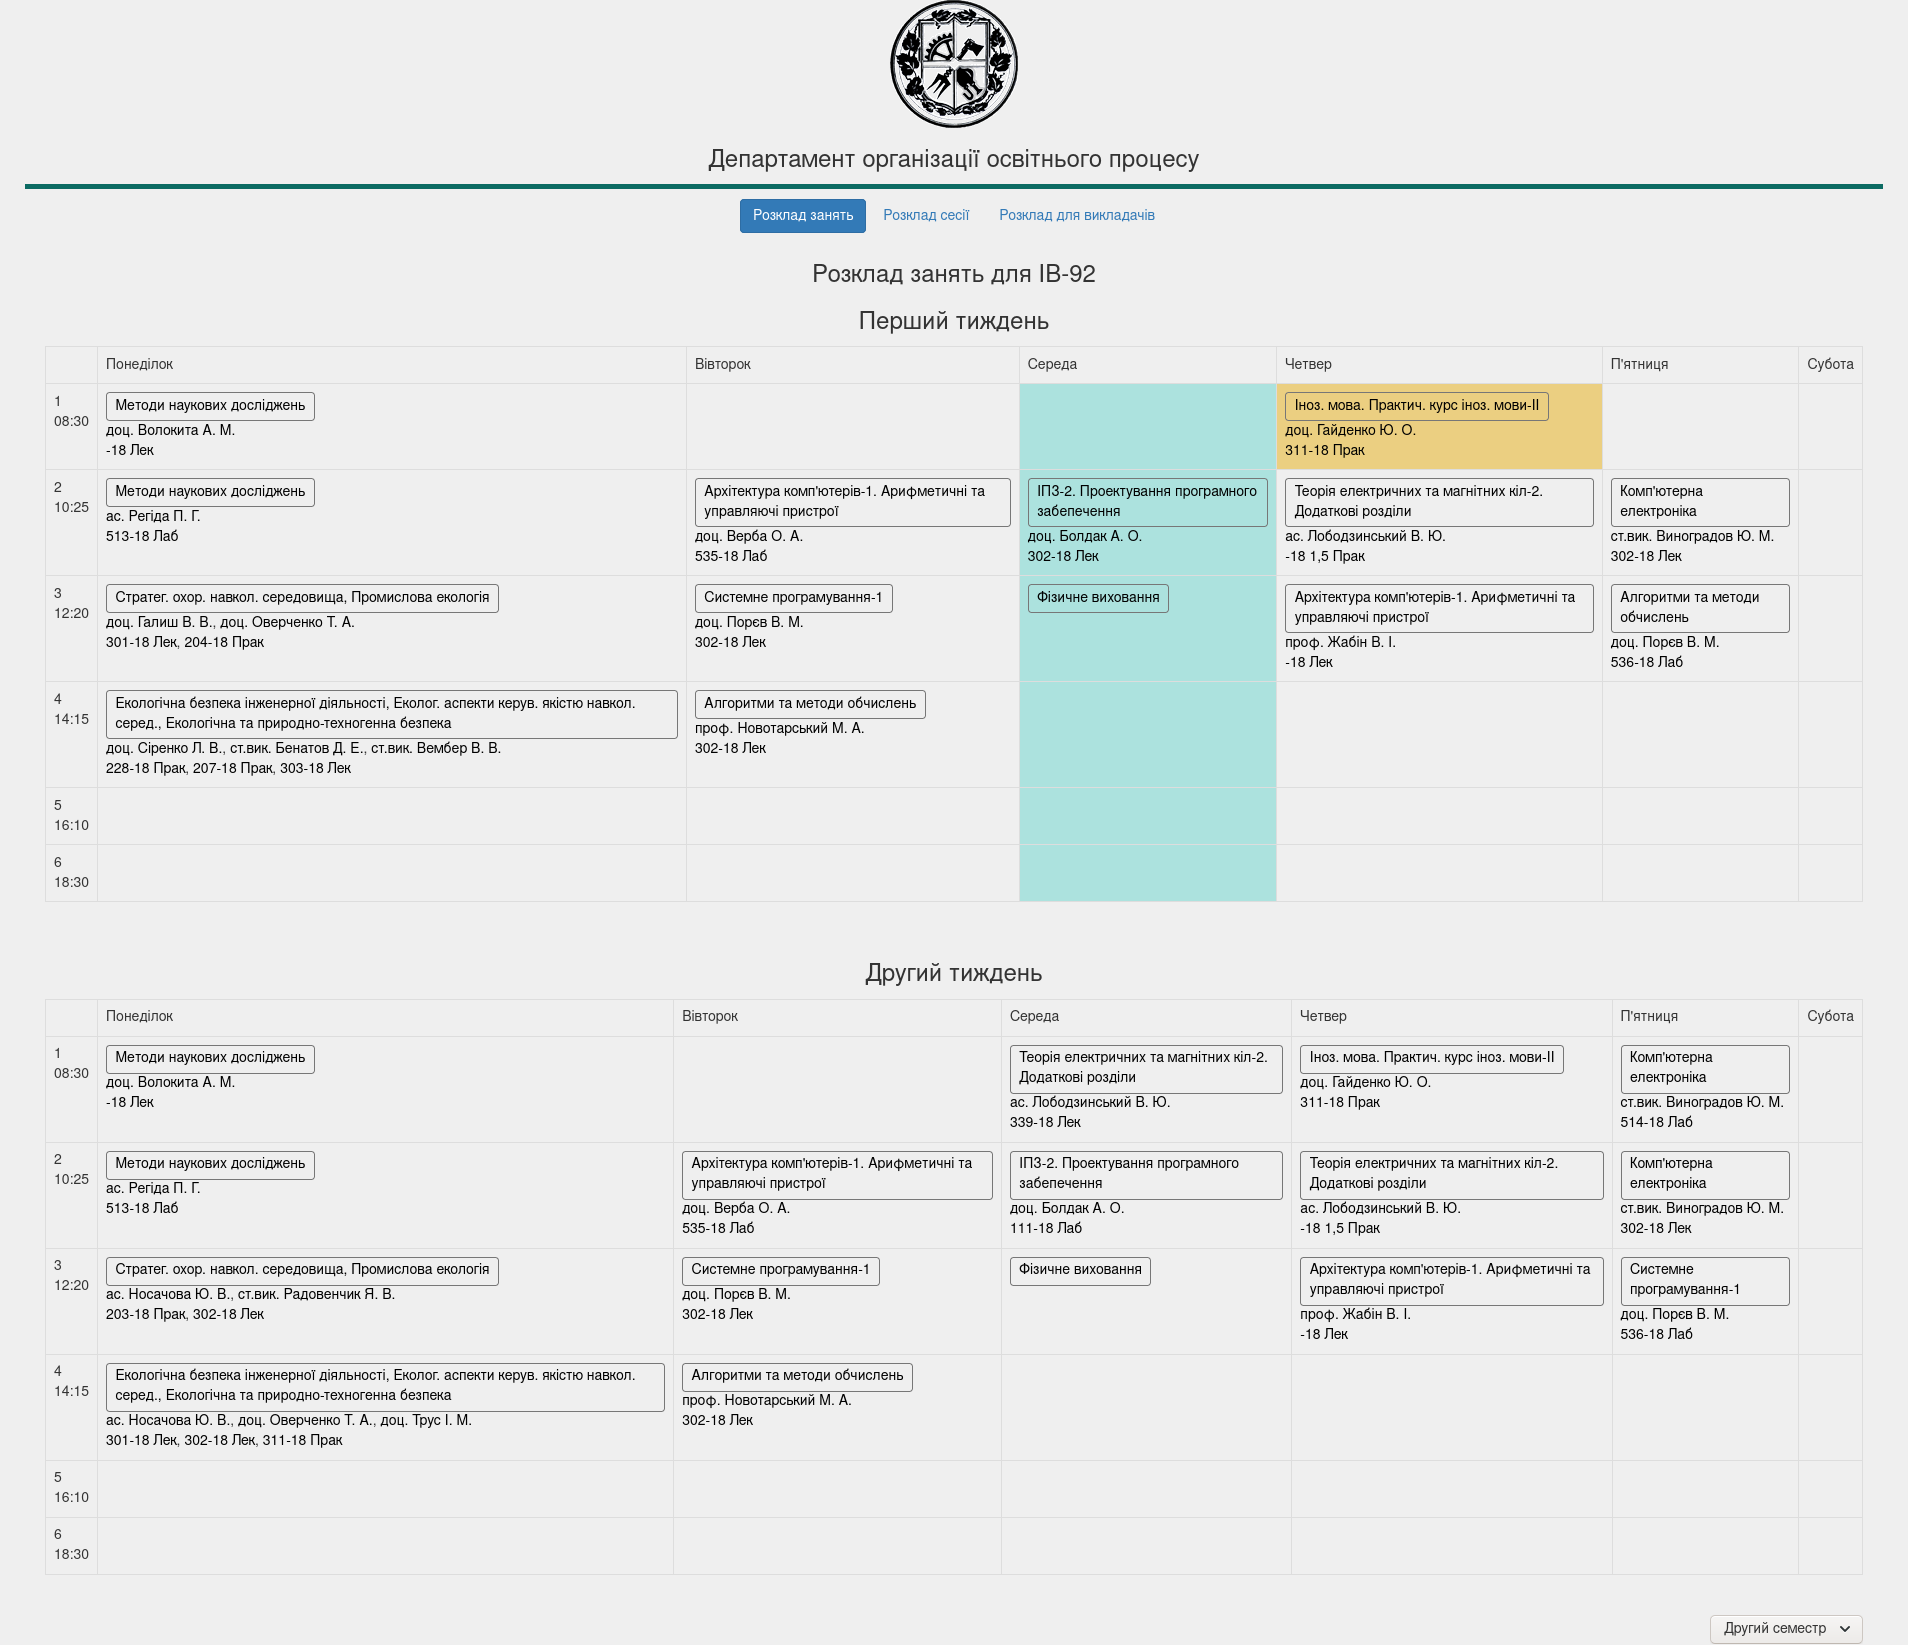 Департамент організації освітнього процесу
Розклад занять Розклад сесії Розклад для викладачів
Розклад занять для ІВ-92
Перший тиждень
Понеділок Вівторок Середа Четвер П'ятниця Субота
1
08:30
Методи наукових досліджень
доц. Волокита А. М.
-18 Лек
Іноз. мова. Практич. курс іноз. мови-ІІ
доц. Гайденко Ю. О.
311-18 Прак
2
10:25
Методи наукових досліджень
ас. Регіда П. Г.
513-18 Лаб
Архітектура комп'ютерів-1. Арифметичні та
управляючі пристрої
доц. Верба О. А.
535-18 Лаб
ІПЗ-2. Проектування програмного
забепечення
доц. Болдак А. О.
302-18 Лек
Теорія електричних та магнітних кіл-2.
Додаткові розділи
ас. Лободзинський В. Ю.
-18 1,5 Прак
Комп'ютерна
електроніка
ст.вик. Виноградов Ю. М.
302-18 Лек
3
12:20
Стратег. охор. навкол. середовища, Промислова екологія
доц. Галиш В. В., доц. Оверченко Т. А.
301-18 Лек, 204-18 Прак
Системне програмування-1
доц. Порєв В. М.
302-18 Лек
Фізичне виховання
Архітектура комп'ютерів-1. Арифметичні та
управляючі пристрої
проф. Жабін В. І.
-18 Лек
Алгоритми та методи
обчислень
доц. Порєв В. М.
536-18 Лаб
4
14:15
Екологічна безпека інженерної діяльності, Еколог. аспекти керув. якістю навкол.
серед., Екологічна та природно-техногенна безпека
доц. Сіренко Л. В., ст.вик. Бенатов Д. Е., ст.вик. Вембер В. В.
228-18 Прак, 207-18 Прак, 303-18 Лек
Алгоритми та методи обчислень
проф. Новотарський М. А.
302-18 Лек
5
16:10
6
18:30
Другий тиждень
Понеділок Вівторок Середа Четвер П'ятниця Субота
1
08:30
Методи наукових досліджень
доц. Волокита А. М.
-18 Лек
Теорія електричних та магнітних кіл-2.
Додаткові розділи
ас. Лободзинський В. Ю.
339-18 Лек
Іноз. мова. Практич. курс іноз. мови-ІІ
доц. Гайденко Ю. О.
311-18 Прак
Комп'ютерна
електроніка
ст.вик. Виноградов Ю. М.
514-18 Лаб
2
10:25
Методи наукових досліджень
ас. Регіда П. Г.
513-18 Лаб
Архітектура комп'ютерів-1. Арифметичні та
управляючі пристрої
доц. Верба О. А.
535-18 Лаб
ІПЗ-2. Проектування програмного
забепечення
доц. Болдак А. О.
111-18 Лаб
Теорія електричних та магнітних кіл-2.
Додаткові розділи
ас. Лободзинський В. Ю.
-18 1,5 Прак
Комп'ютерна
електроніка
ст.вик. Виноградов Ю. М.
302-18 Лек
3
12:20
Стратег. охор. навкол. середовища, Промислова екологія
ас. Носачова Ю. В., ст.вик. Радовенчик Я. В.
203-18 Прак, 302-18 Лек
Системне програмування-1
доц. Порєв В. М.
302-18 Лек
Фізичне виховання
Архітектура комп'ютерів-1. Арифметичні та
управляючі пристрої
проф. Жабін В. І.
-18 Лек
Системне
програмування-1
доц. Порєв В. М.
536-18 Лаб
4
14:15
Екологічна безпека інженерної діяльності, Еколог. аспекти керув. якістю навкол.
серед., Екологічна та природно-техногенна безпека
ас. Носачова Ю. В., доц. Оверченко Т. А., доц. Трус І. М.
301-18 Лек, 302-18 Лек, 311-18 Прак
Алгоритми та методи обчислень
проф. Новотарський М. А.
302-18 Лек
5
16:10
6
18:30
Другий семестр